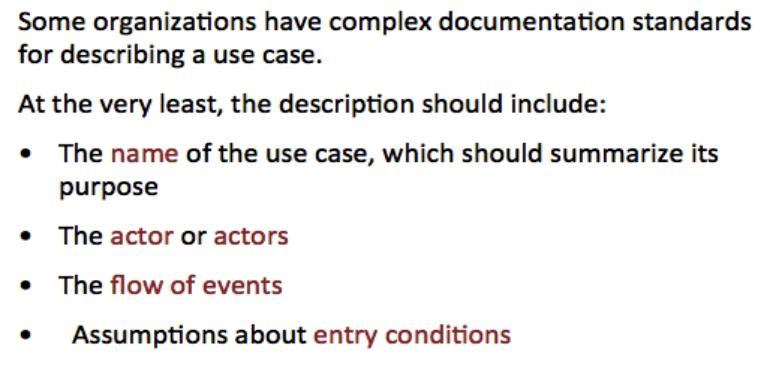 Some organizations have complex documentation standards
for describing a use case.
At the very least, the description should include:
• The name of the use case, which should summarize its
purpose
• The actor or actors
• The flow of events
• Assumptions about entry conditions